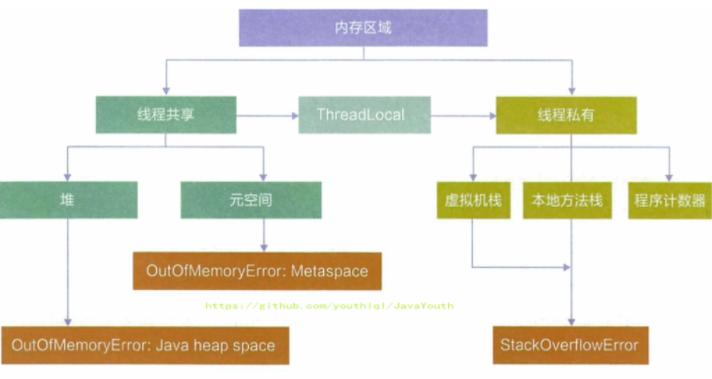 内存区域
线程共享
ThreadLocal
线程私有
堆
元空间
虚拟机栈
本地方法栈
程序计数器
OutOfMemoryError: Metaspace
https://github.com/youthlql/JavaYouth
OutOfMemoryError: Java heap space
StackOverflowError